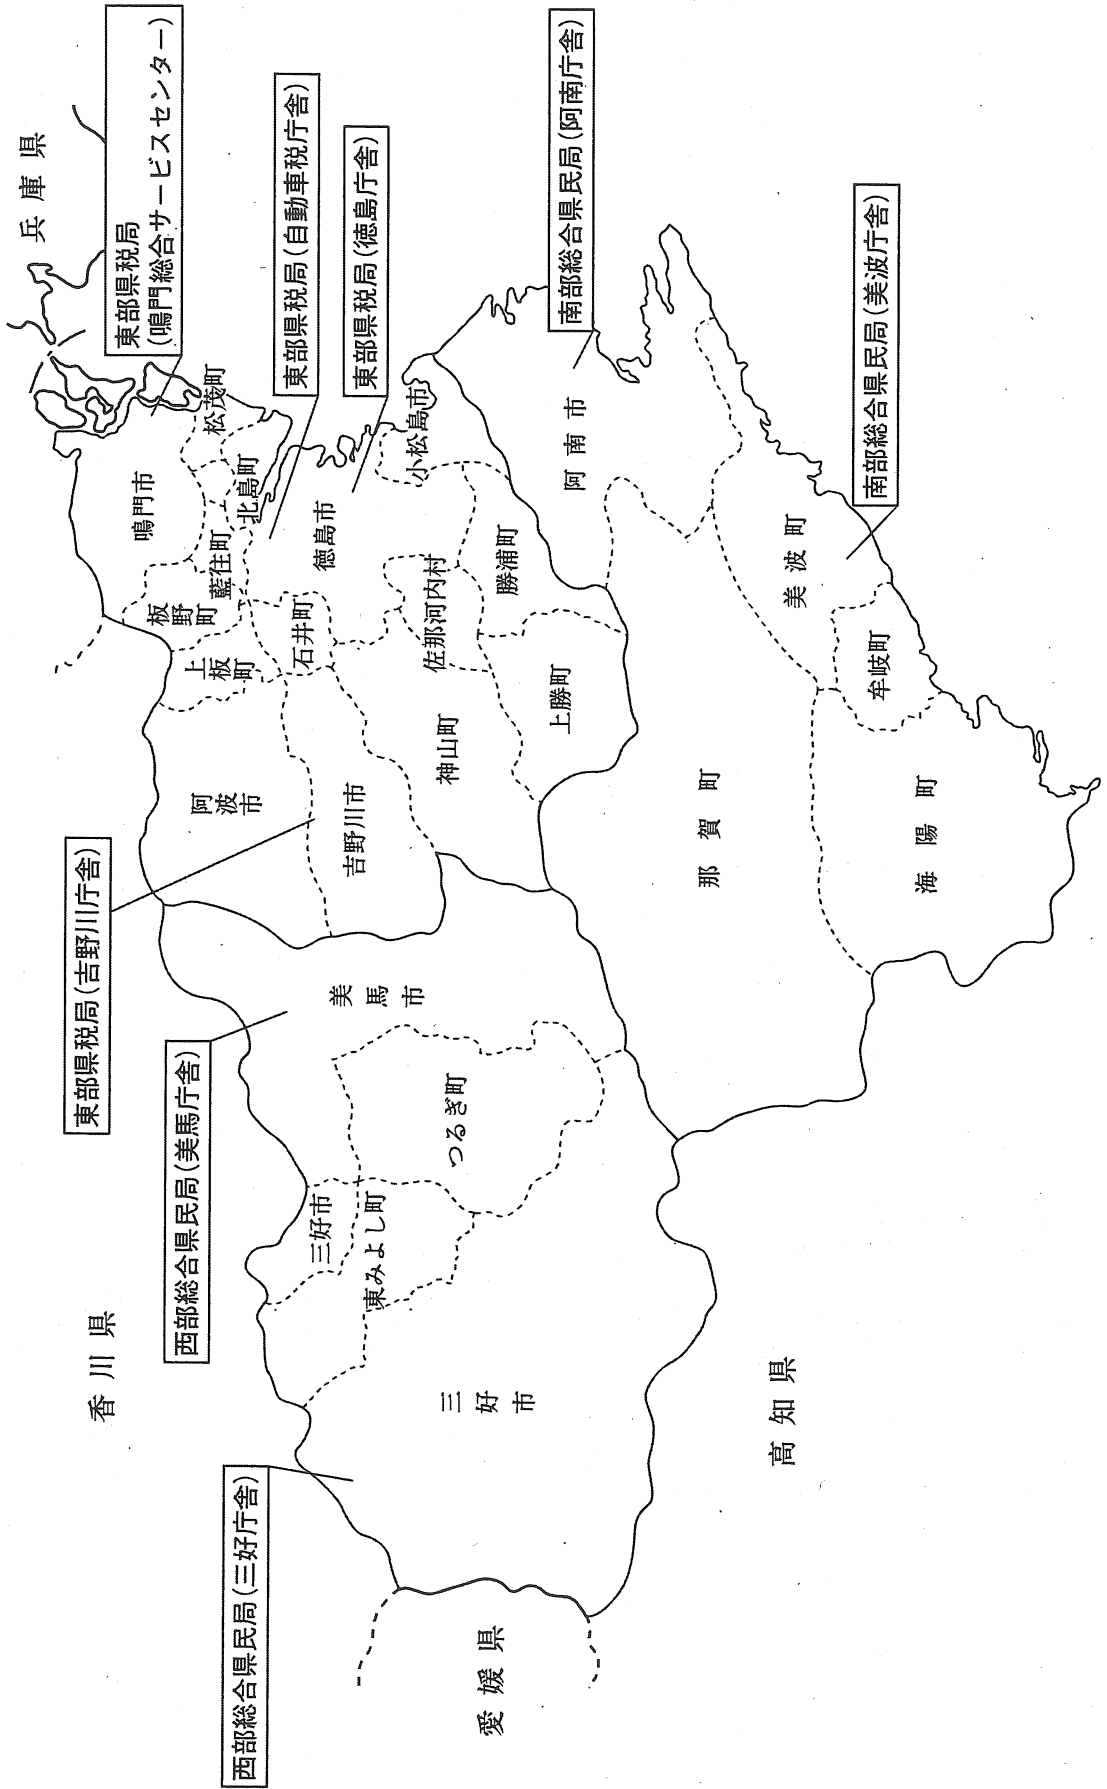 兵庫県
東部県税局
(鳴門総合サービスセンター)
東部県税局(自動車税庁舎)
東部県税局(徳島庁舎)
南部総合県民局(阿南庁舎)
南部総合県民局(美波庁舎)
東部県税局(吉野川庁舎)
西部総合県民局(美馬庁舎)
西部総合県民局(三好庁舎)
香川県
愛媛県
高知県
鳴門市
松茂町
北島町
藍住町
板野町
上板町
徳島市
石井町
小松島市
佐那河内村
勝浦町
上勝町
神山町
阿波市
吉野川市
美馬市
つるぎ町
三好市
東みよし町
三好市
阿南市
那賀町
美波町
牟岐町
海陽町